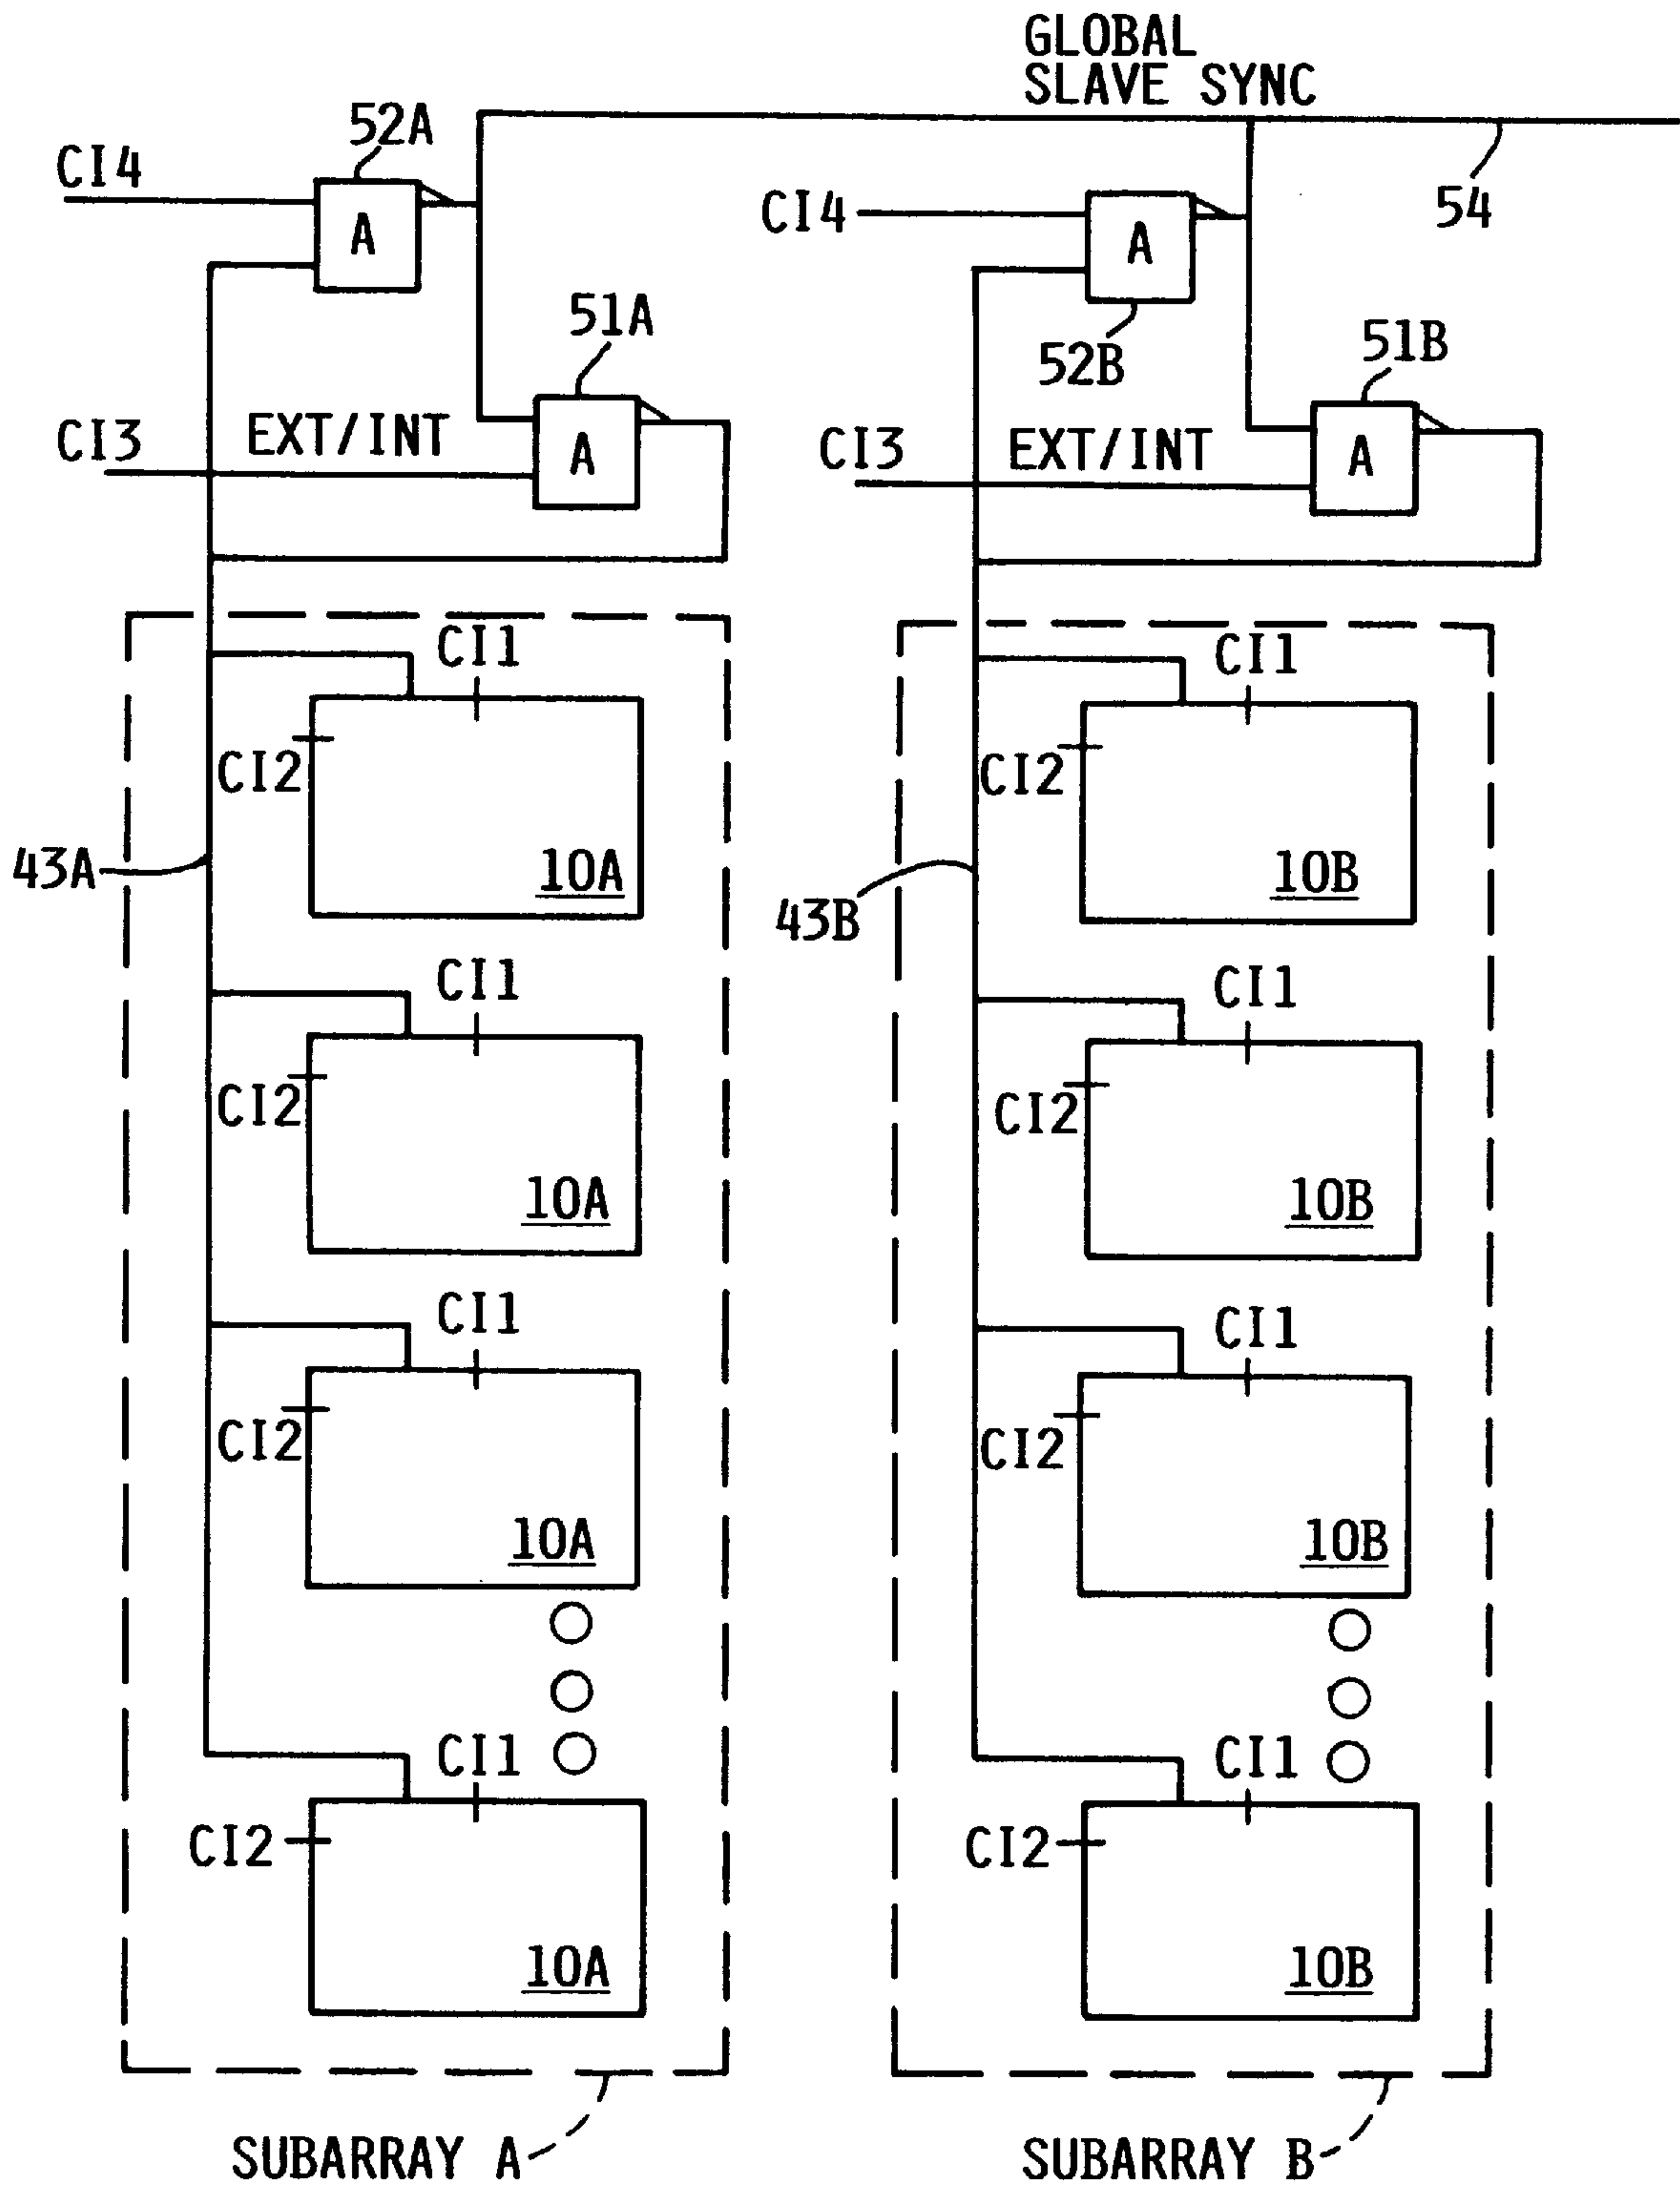 GLOBAL
SLAVE SYNC
52A
CI4
A
CI4
A
54
52B
51A
51B
CI3
EXT/INT
A
CI3
EXT/INT
A
CI1
CI2
10A
43A
CI1
CI2
10B
43B
CI1
CI2
10A
CI1
CI2
10B
CI1
CI2
10A
CI1
CI2
10B
CI1
CI2
10A
CI1
CI2
10B
SUBARRAY A
SUBARRAY B